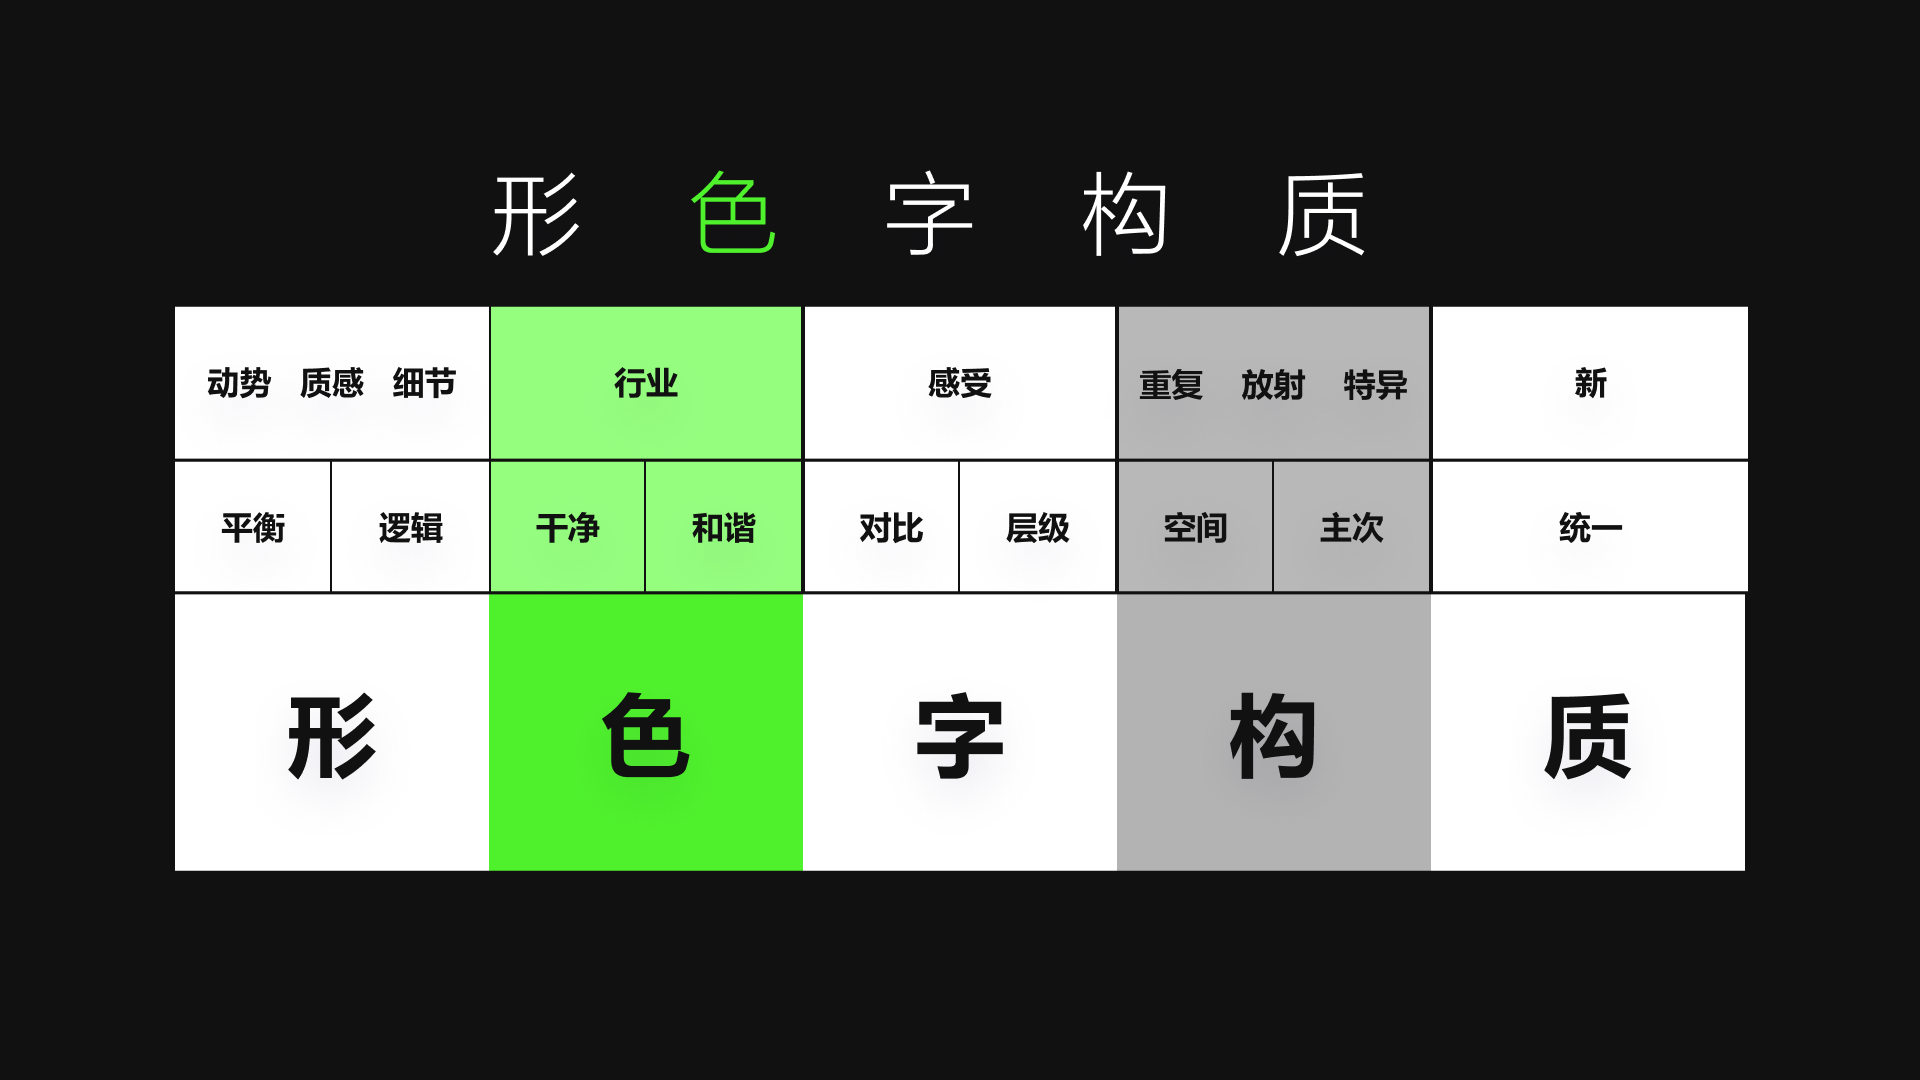 形 色 字 构 质
动势 质感 细节 行业 感受 重复 放射 特异 新
平衡 逻辑 干净 和谐 对比 层级 空间 主次 统一
形 色 字 构 质